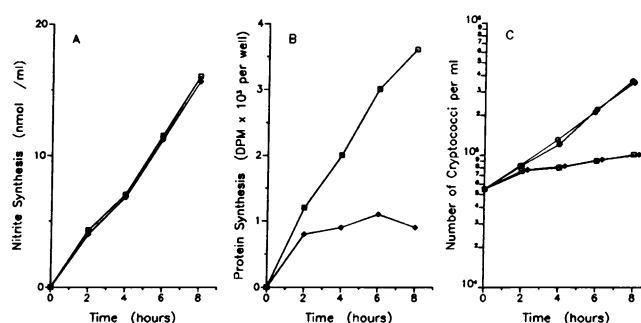 A
B
C
20
10
0
Nitrite Synthesis (nmol /ml)
0 2 4 6 8
Time (hours)
4
3
2
1
0
Protein Synthesis (DPM × 10³ per well)
0 2 4 6 8
Time (hours)
10⁴
Number of Cryptococci per ml
0 2 4 6 8
Time (hours)